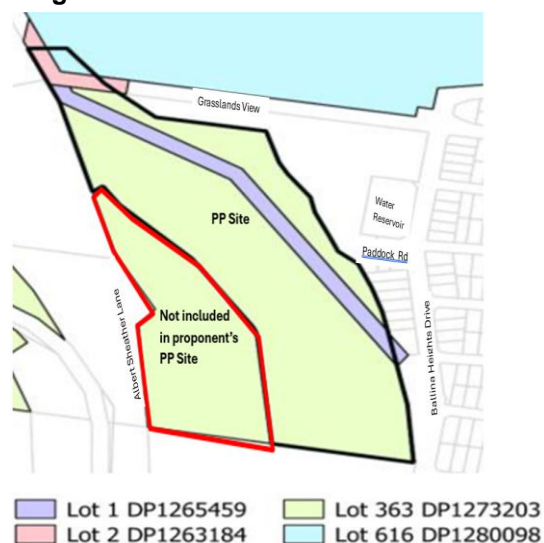 Grasslands View
Water
Reservoir
PP Site
Paddock Rd
Not included
in proponent's
PP Site
Albert Sheather Lane
Ballina Heights Drive
Lot 1 DP1265459
Lot 363 DP1273203
Lot 2 DP1263184
Lot 616 DP1280098